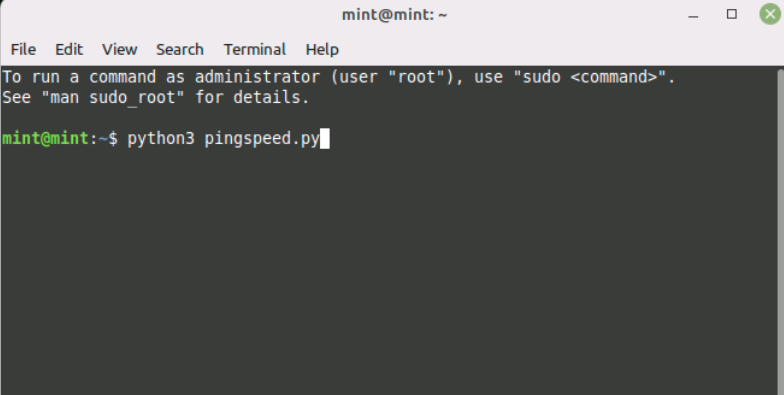 mint@mint: ~
File Edit View Search Terminal Help
To run a command as administrator (user "root"), use "sudo <command>".
See "man sudo_root" for details.
mint@mint:~$ python3 pingspeed.py